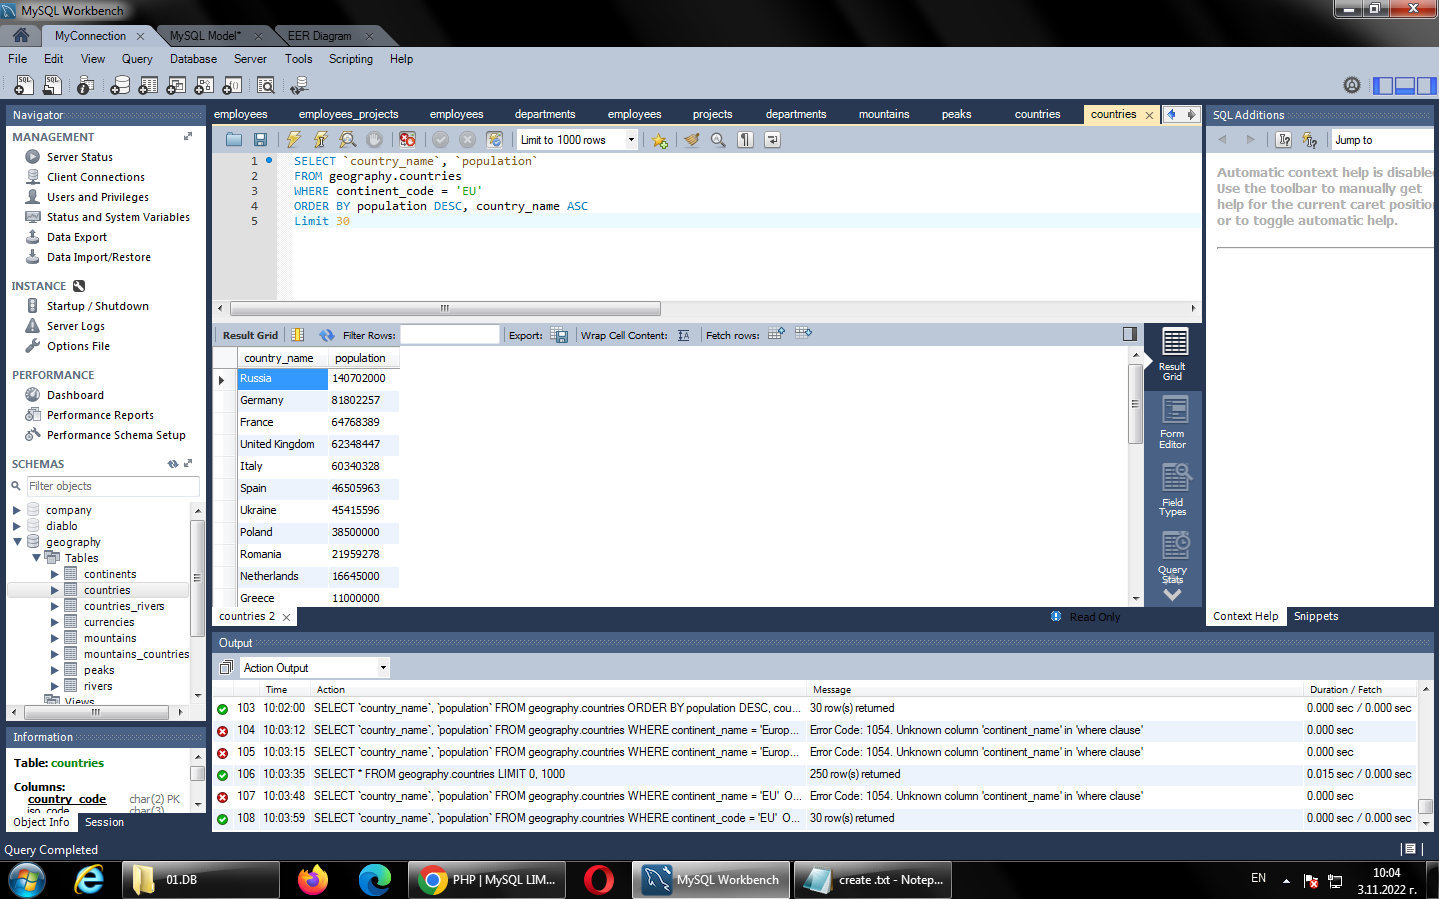 MySQL Workbench
MyConnection
MySQL Model*
EER Diagram
File Edit View Query Database Server Tools Scripting Help
Navigator
MANAGEMENT
Server Status
Client Connections
Users and Privileges
Status and System Variables
Data Export
Data Import/Restore
INSTANCE
Startup / Shutdown
Server Logs
Options File
PERFORMANCE
Dashboard
Performance Reports
Performance Schema Setup
SCHEMAS
Filter objects
company
diablo
geography
Tables
continents
countries
countries_rivers
currencies
mountains
mountains_countries
peaks
rivers
Views
Information
Table: countries
Columns:
country_code char(2) PK
iso_code char(3)
Object Info Session
employees employees_projects employees departments employees projects departments mountains peaks countries countries
Limit to 1000 rows
1 SELECT `country_name`, `population`
2 FROM geography.countries
3 WHERE continent_code = 'EU'
4 ORDER BY population DESC, country_name ASC
5 Limit 30
Result Grid Filter Rows: Export: Wrap Cell Content: Fetch rows:
country_name population
Russia 140702000
Germany 81802257
France 64768389
United Kingdom 62348447
Italy 60340328
Spain 46505963
Ukraine 45415596
Poland 38500000
Romania 21959278
Netherlands 16645000
Greece 11000000
Result Grid
Form Editor
Field Types
Query Stats
countries 2
Read Only
SQL Additions
Jump to
Automatic context help is disabled
Use the toolbar to manually get
help for the current caret position
or to toggle automatic help.
Context Help Snippets
Output
Action Output
Time Action Message Duration / Fetch
103 10:02:00 SELECT `country_name`, `population` FROM geography.countries ORDER BY population DESC, cou... 30 row(s) returned 0.000 sec / 0.000 sec
104 10:03:12 SELECT `country_name`, `population` FROM geography.countries WHERE continent_name = 'Europ... Error Code: 1054. Unknown column 'continent_name' in 'where clause' 0.000 sec
105 10:03:15 SELECT `country_name`, `population` FROM geography.countries WHERE continent_name = 'Europ... Error Code: 1054. Unknown column 'continent_name' in 'where clause' 0.000 sec
106 10:03:35 SELECT * FROM geography.countries LIMIT 0, 1000 250 row(s) returned 0.015 sec / 0.000 sec
107 10:03:48 SELECT `country_name`, `population` FROM geography.countries WHERE continent_name = 'EU' O... Error Code: 1054. Unknown column 'continent_name' in 'where clause' 0.000 sec
108 10:03:59 SELECT `country_name`, `population` FROM geography.countries WHERE continent_code = 'EU' O... 30 row(s) returned 0.000 sec / 0.000 sec
Query Completed
01.DB
PHP | MySQL LIM...
MySQL Workbench
create .txt - Notep...
EN
10:04
3.11.2022 г.